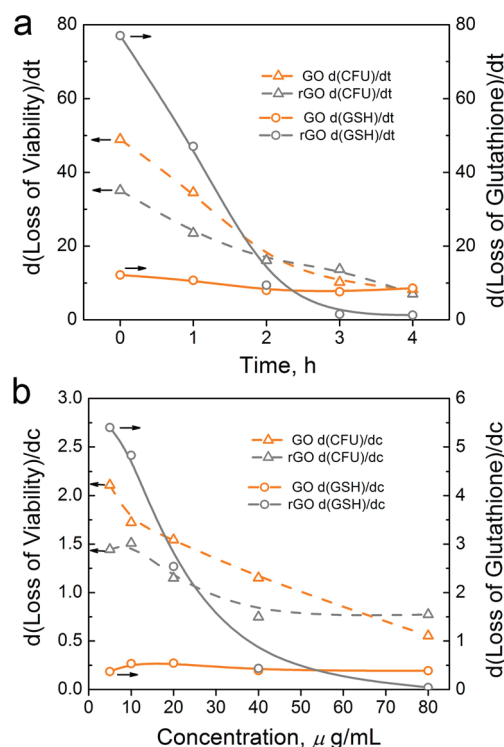 a
80
60
40
20
0
80
60
40
20
0
0 1 2 3 4
d(Loss of Viability)/dt
d(Loss of Glutathione)/dt
GO d(CFU)/dt
rGO d(CFU)/dt
GO d(GSH)/dt
rGO d(GSH)/dt
Time, h
b
3.0
2.5
2.0
1.5
1.0
0.5
0.0
6
5
4
3
2
1
0
0 10 20 30 40 50 60 70 80
d(Loss of Viability)/dc
d(Loss of Glutathione)/dc
GO d(CFU)/dc
rGO d(CFU)/dc
GO d(GSH)/dc
rGO d(GSH)/dc
Concentration, μ g/mL